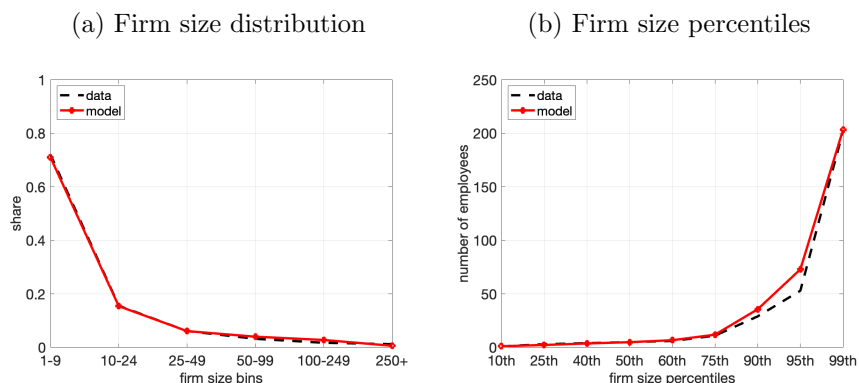 (a) Firm size distribution
1
0.8
0.6
0.4
0.2
0
share
data
model
1-9 10-24 25-49 50-99 100-249 250+
firm size bins
(b) Firm size percentiles
250
200
150
100
50
0
number of employees
data
model
10th 25th 40th 50th 60th 75th 90th 95th 99th
firm size percentiles